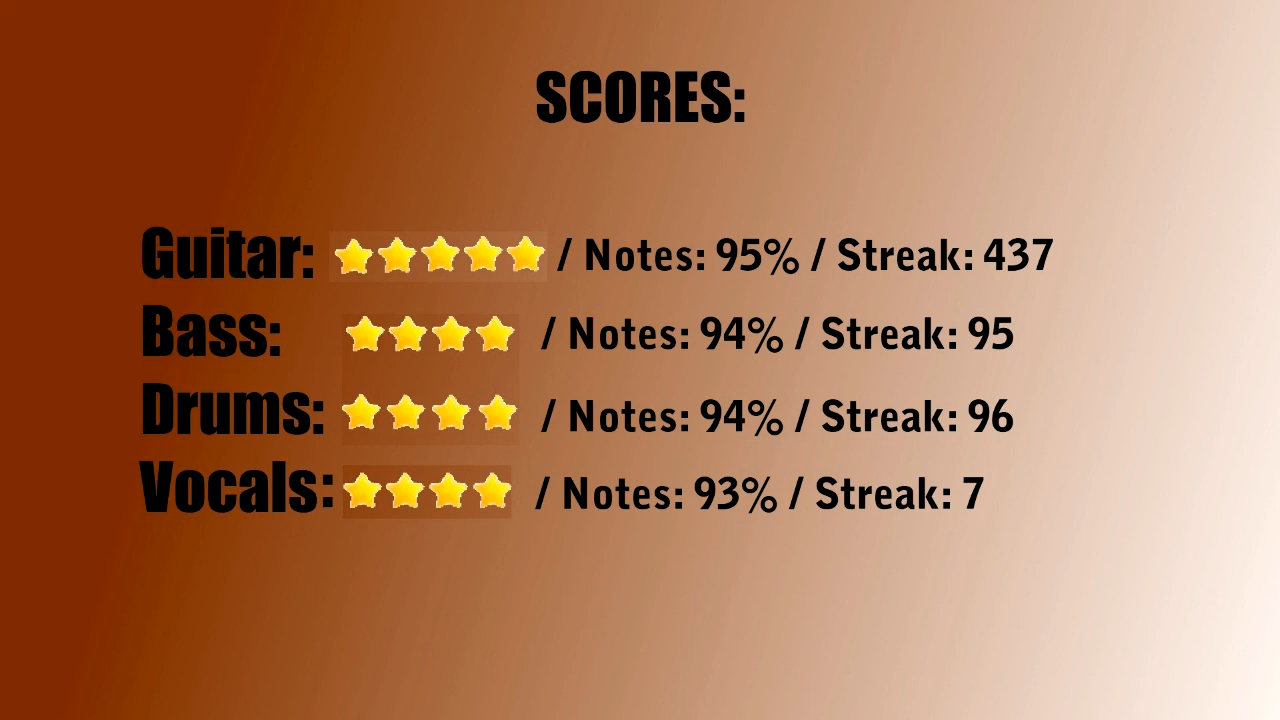 SCORES:
Guitar: / Notes: 95% / Streak: 437
Bass: / Notes: 94% / Streak: 95
Drums: / Notes: 94% / Streak: 96
Vocals: / Notes: 93% / Streak: 7